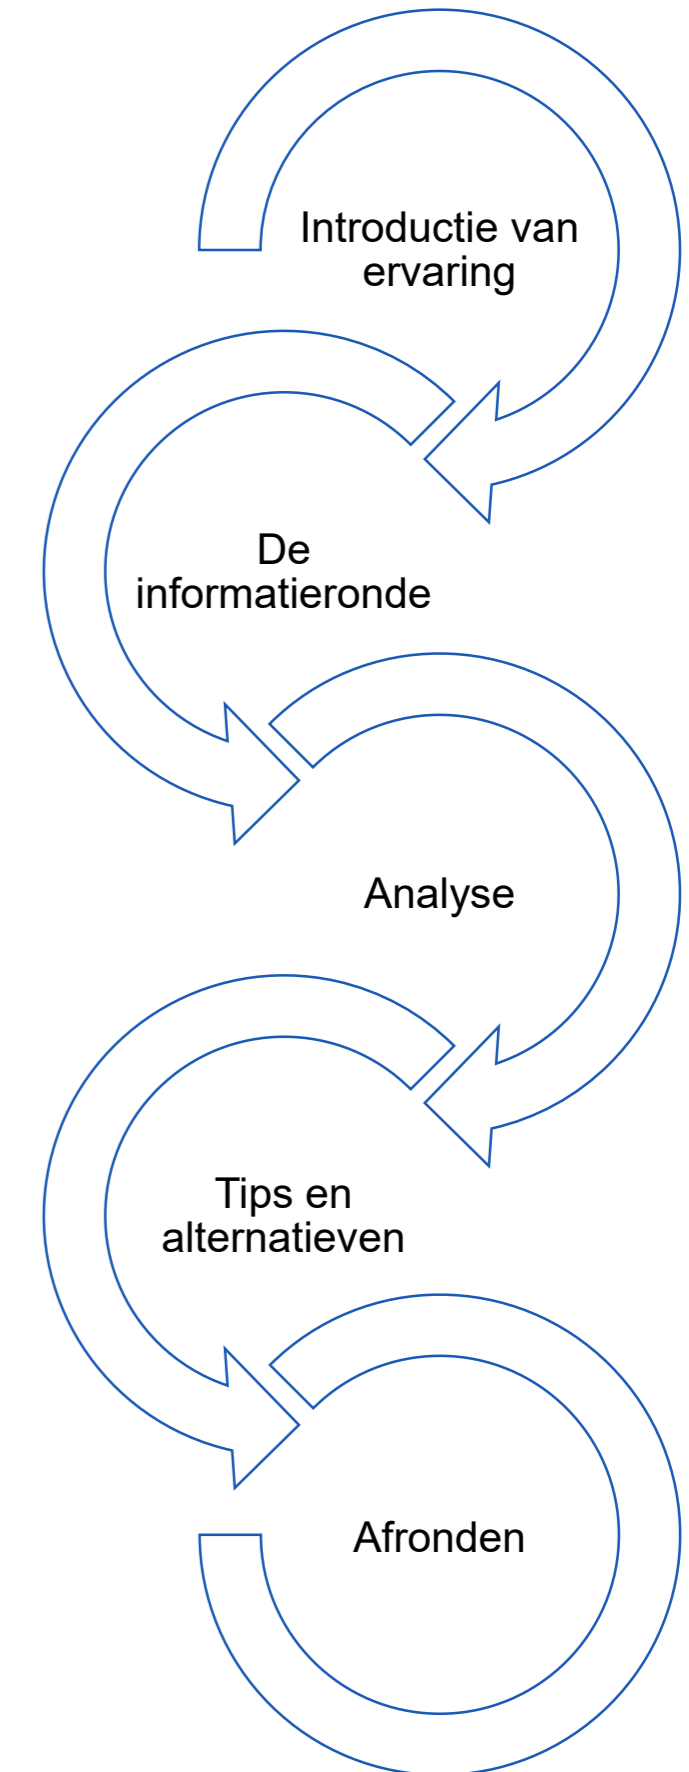 Introductie van
ervaring
De
informatieronde
Analyse
Tips en
alternatieven
Afronden